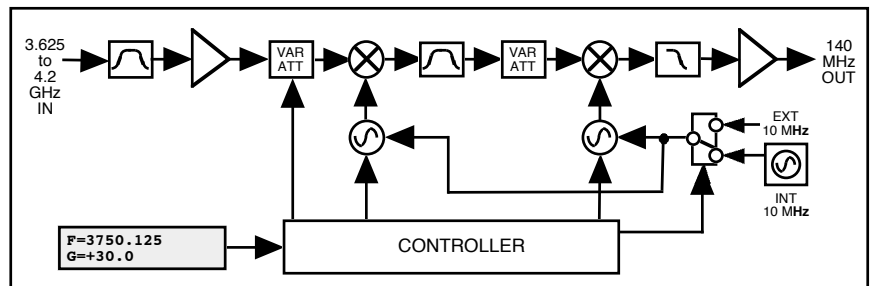 3.625
to
4.2
GHz
IN
VAR
ATT
VAR
ATT
140
MHz
OUT
EXT
10 MHz
INT
10 MHz
F=3750.125
G=+30.0
CONTROLLER